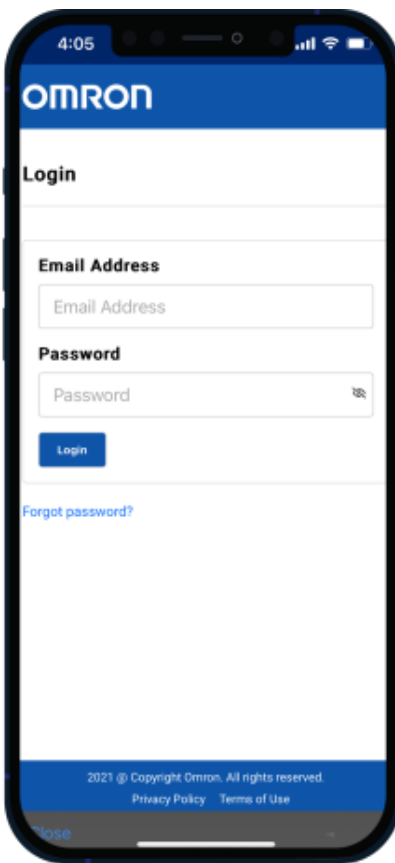 4:05
OMRON
Login
Email Address
Email Address
Password
Password
Login
Forgot password?
2021 @ Copyright Omron. All rights reserved.
Privacy Policy Terms of Use
Close